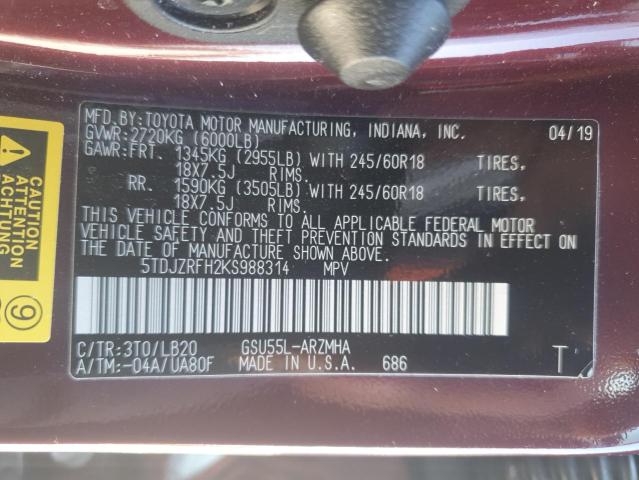 MFD.BY:TOYOTA MOTOR MANUFACTURING, INDIANA, INC. 04/19
GVWR:2720KG (6000LB)
GAWR:FRT. 1345KG (2955LB) WITH 245/60R18 TIRES,
18X7.5J RIMS.
RR. 1590KG (3505LB) WITH 245/60R18 TIRES,
18X7.5J RIMS.
THIS VEHICLE CONFORMS TO ALL APPLICABLE FEDERAL MOTOR
VEHICLE SAFETY AND THEFT PREVENTION STANDARDS IN EFFECT ON
THE DATE OF MANUFACTURE SHOWN ABOVE.
5TDJZRFH2KS988314 MPV
C/TR:3T0/LB20 GSU55L-ARZMHA
A/TM:-04A/UA80F MADE IN U.S.A. 686 T
CAUTION
ATTENTION
ACHTUNG
9